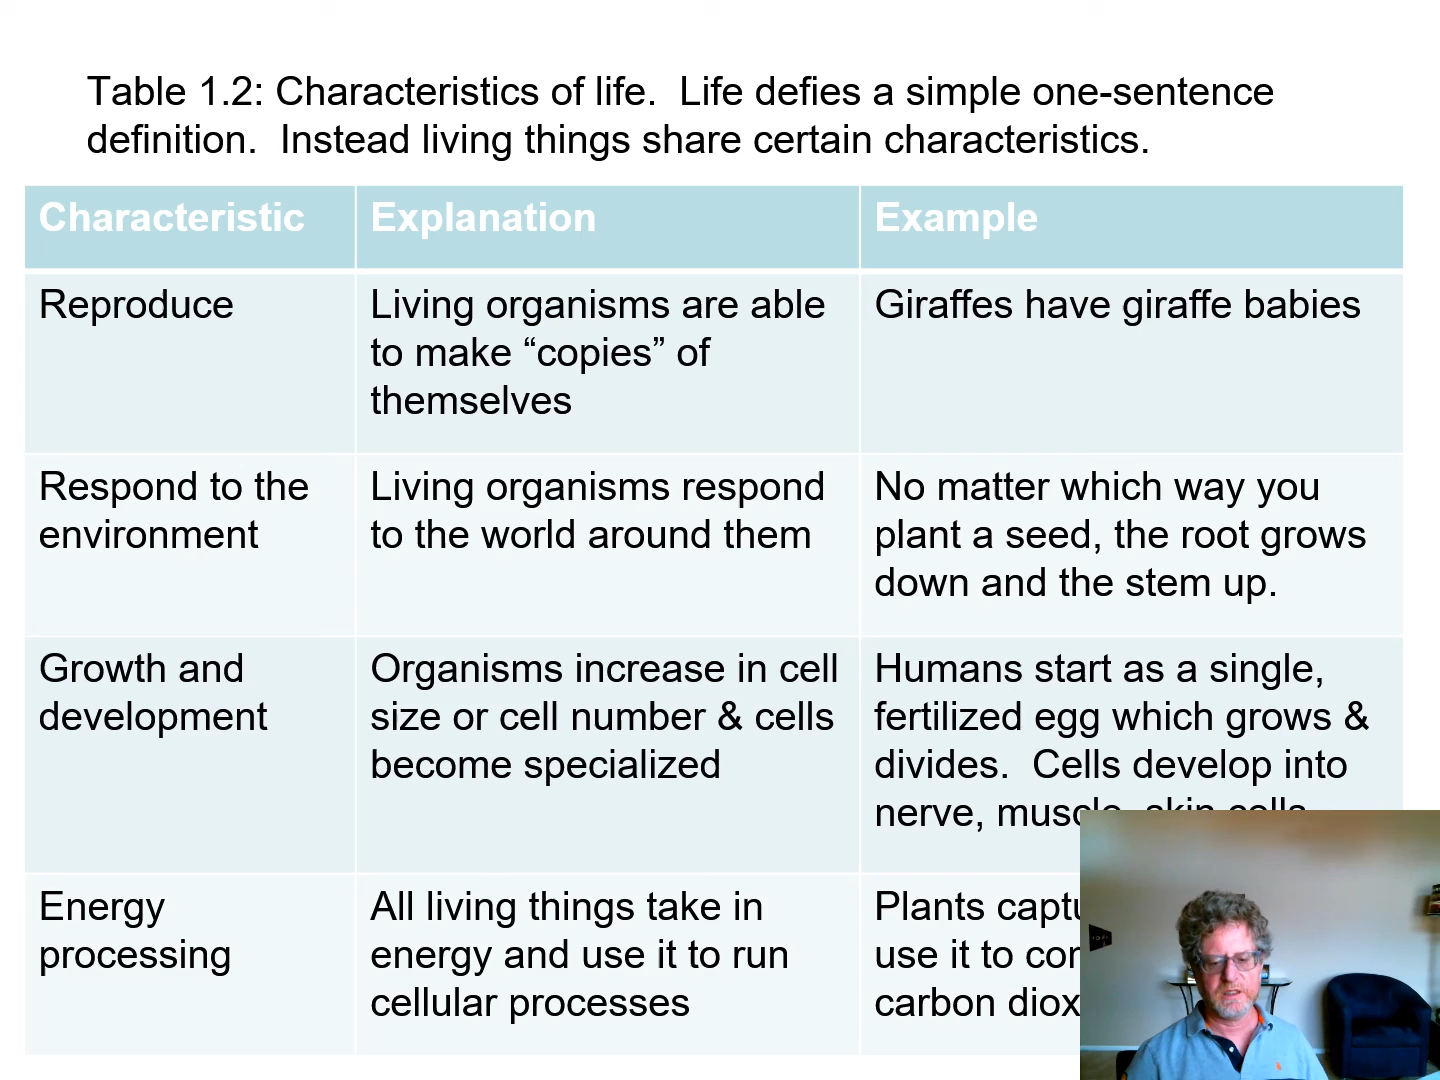 Table 1.2: Characteristics of life.  Life defies a simple one-sentence
definition.  Instead living things share certain characteristics.
Characteristic
Explanation
Example
Reproduce
Living organisms are able
to make “copies” of
themselves
Giraffes have giraffe babies
Respond to the
environment
Living organisms respond
to the world around them
No matter which way you
plant a seed, the root grows
down and the stem up.
Growth and
development
Organisms increase in cell
size or cell number & cells
become specialized
Humans start as a single,
fertilized egg which grows &
divides.  Cells develop into
nerve, muscle, skin cells
Energy
processing
All living things take in
energy and use it to run
cellular processes
Plants
use it to
carbon